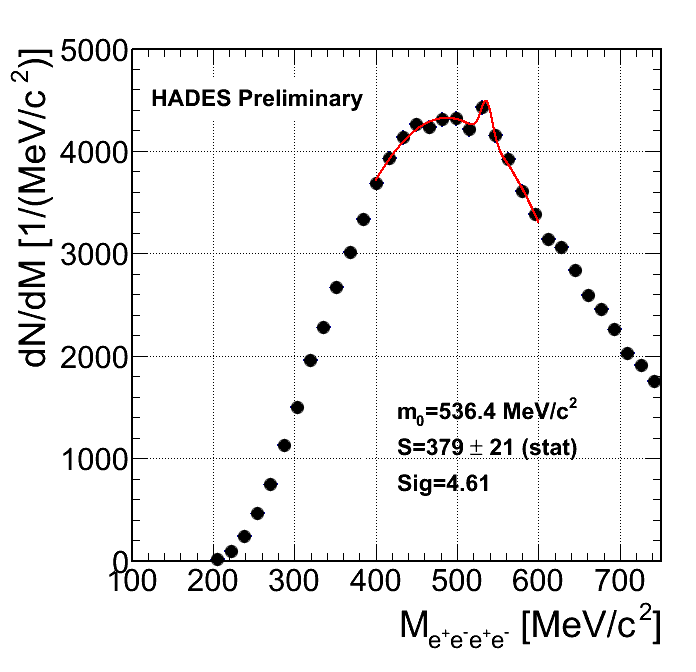 dN/dM [1/(MeV/c²)]
5000
4000
3000
2000
1000
0
HADES Preliminary
m₀=536.4 MeV/c²
S=379 ± 21 (stat)
Sig=4.61
100 200 300 400 500 600 700
M e⁺e⁻e⁺e⁻ [MeV/c²]